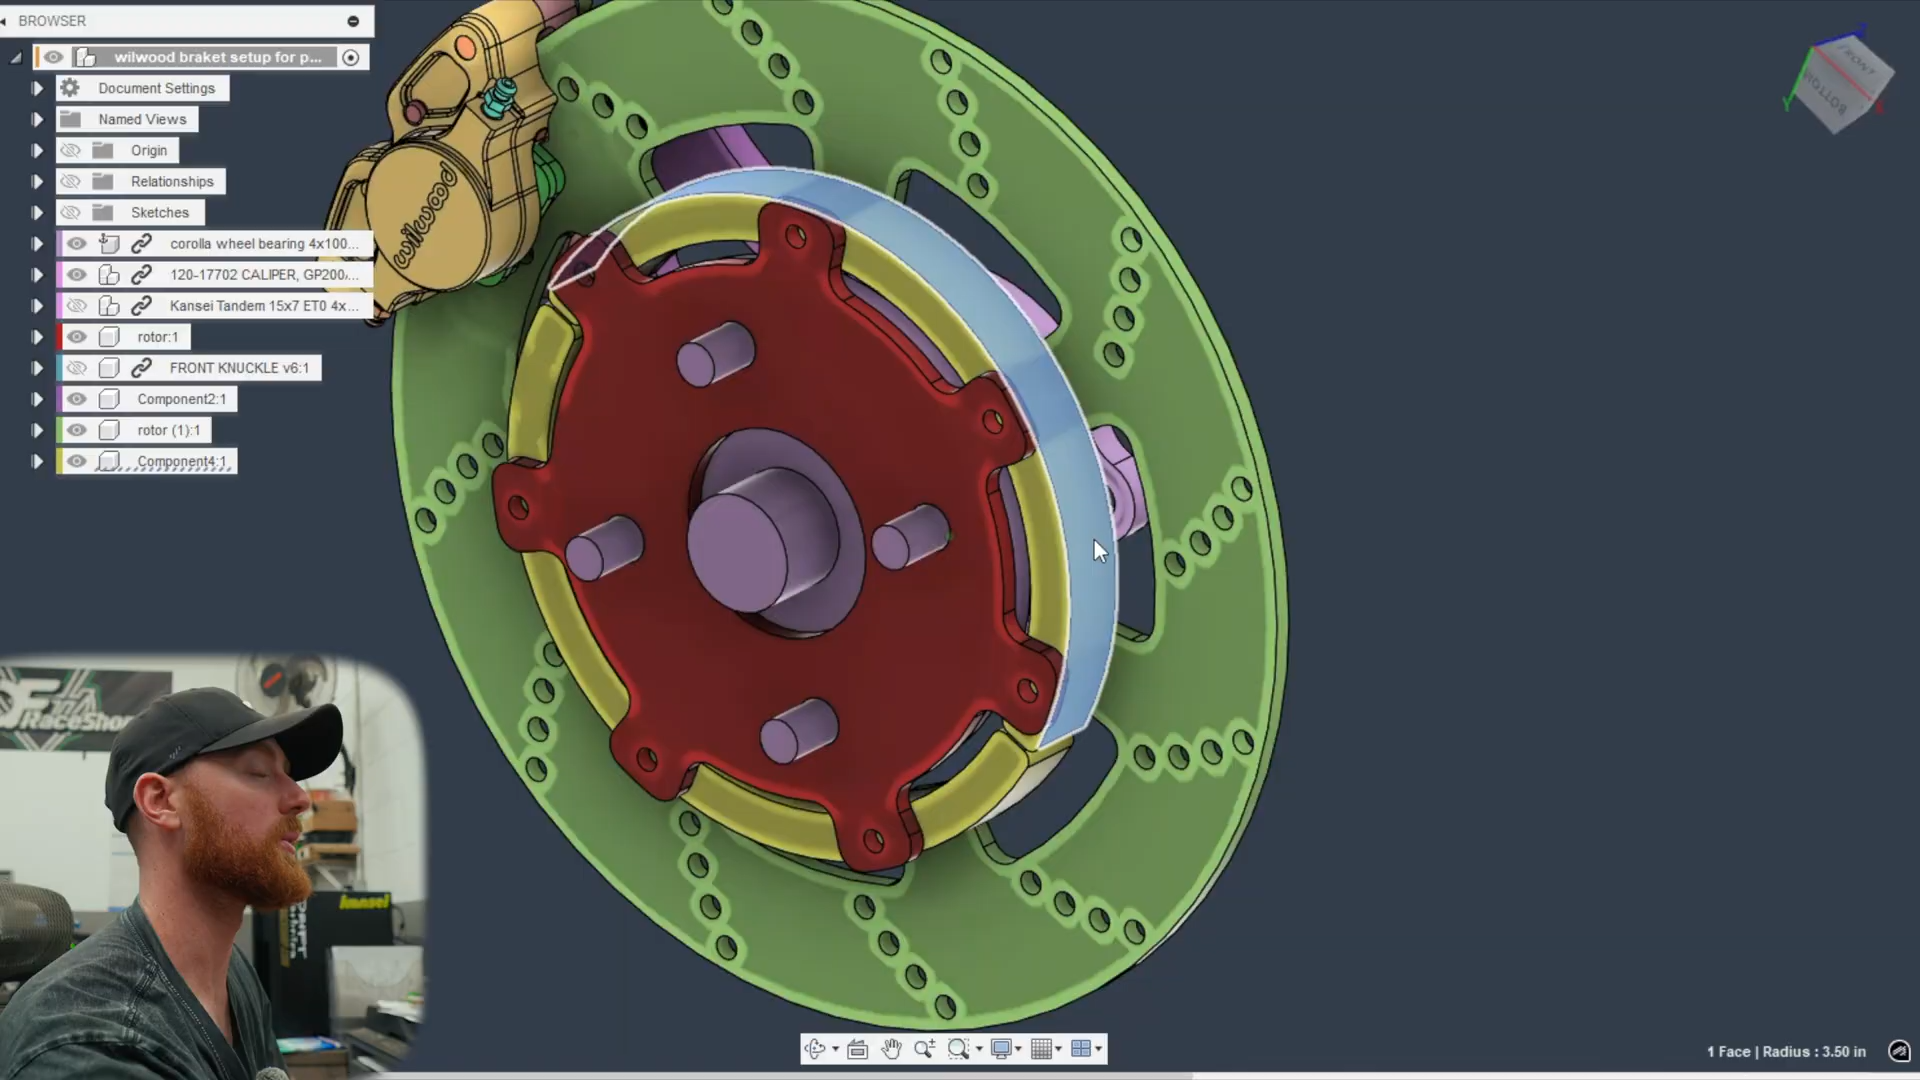 BROWSER
wilwood braket setup for p...
Document Settings
Named Views
Origin
Relationships
Sketches
corolla wheel bearing 4x100...
120-17702 CALIPER, GP200/...
Kansei Tandem 15x7 ET0 4x...
rotor:1
FRONT KNUCKLE v6:1
Component2:1
rotor (1):1
Component4:1
wilwood
FRONT
BOTTOM
Z
Y
X
RaceShop
kansei
1 Face | Radius : 3.50 in